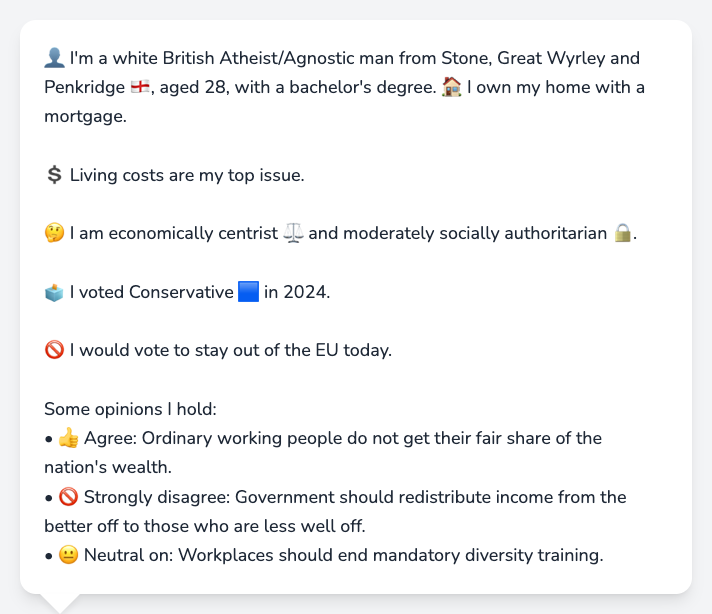 👤 I'm a white British Atheist/Agnostic man from Stone, Great Wyrley and
Penkridge 🏴󠁧󠁢󠁥󠁮󠁧󠁿, aged 28, with a bachelor's degree. 🏠 I own my home with a
mortgage.
💲 Living costs are my top issue.
🤔 I am economically centrist ⚖️ and moderately socially authoritarian 🔒.
🗳️ I voted Conservative 🟦 in 2024.
🚫 I would vote to stay out of the EU today.
Some opinions I hold:
• 👍 Agree: Ordinary working people do not get their fair share of the
nation's wealth.
• 🚫 Strongly disagree: Government should redistribute income from the
better off to those who are less well off.
• 😐 Neutral on: Workplaces should end mandatory diversity training.